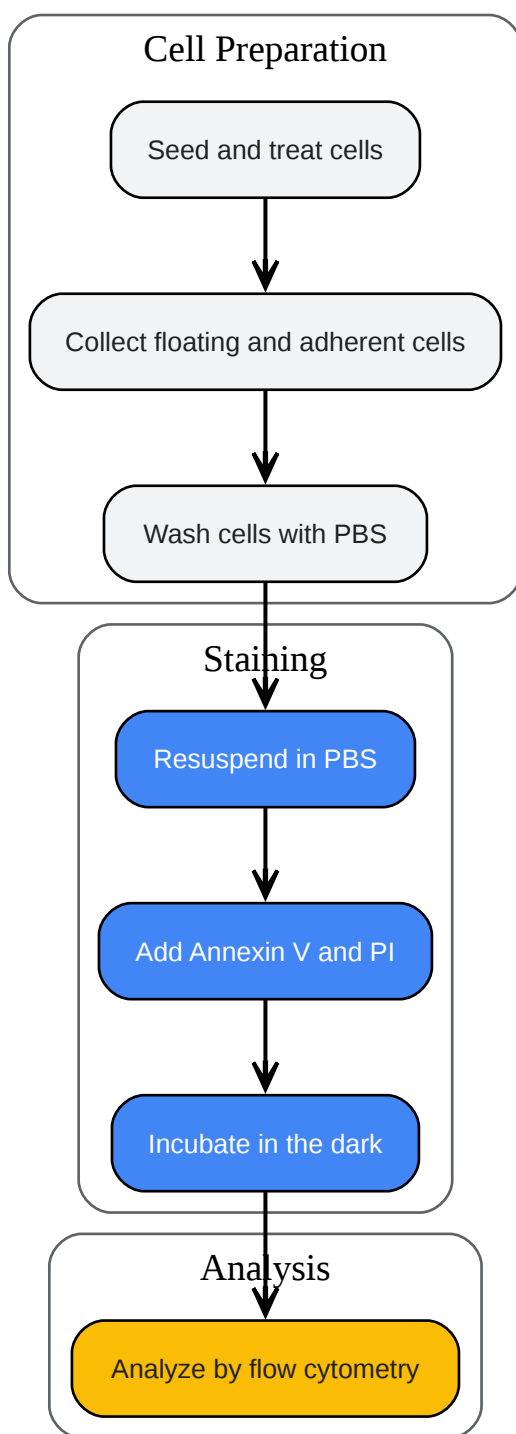 Cell Preparation
Seed and treat cells
Collect floating and adherent cells
Wash cells with PBS
Staining
Resuspend in PBS
Add Annexin V and PI
Incubate in the dark
Analysis
Analyze by flow cytometry